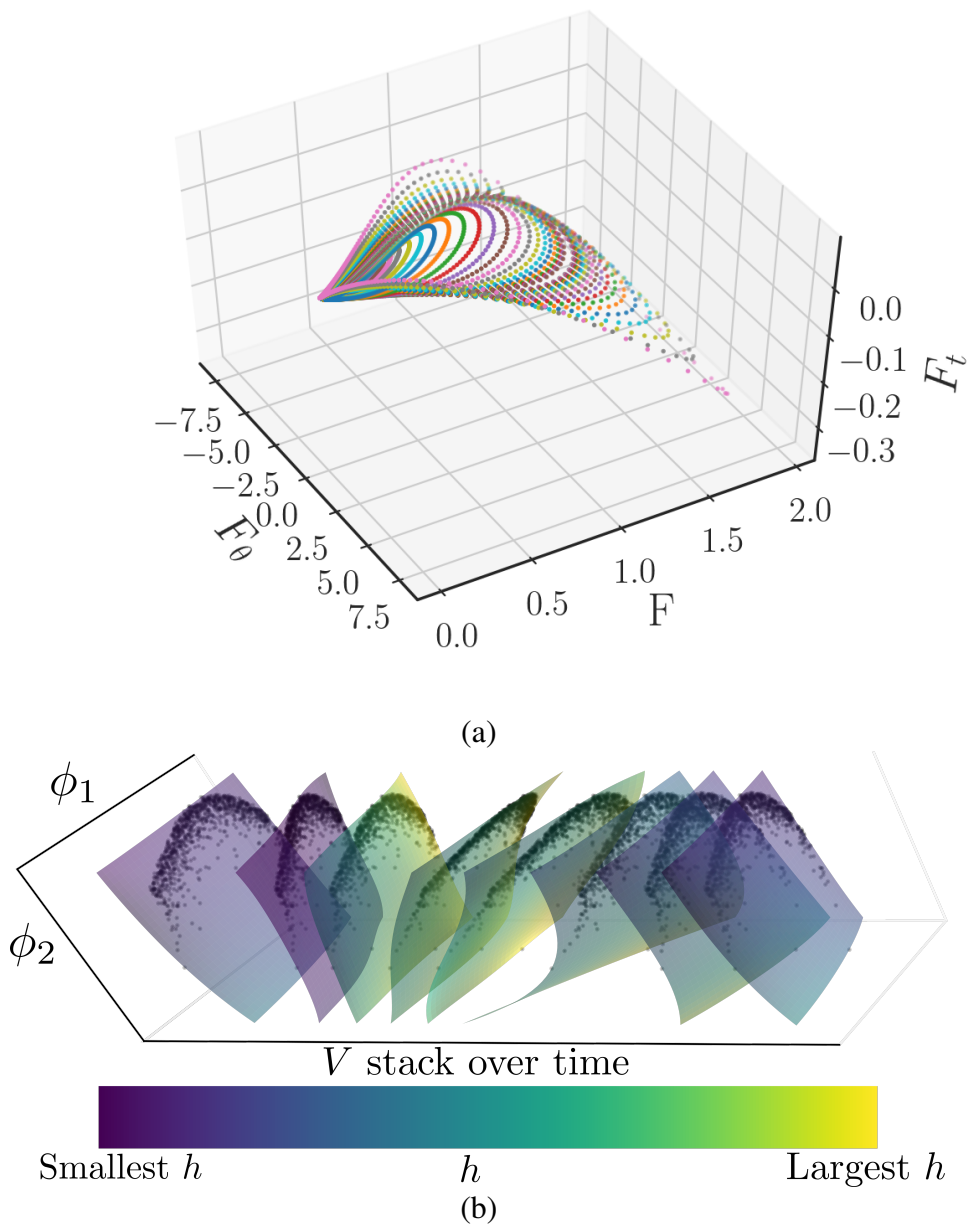 0.0
−0.1
−0.2
−0.3
F_t
−7.5
−5.0
−2.5
0.0
2.5
5.0
7.5
F_θ
0.0
0.5
1.0
1.5
2.0
F
(a)
ϕ_1
ϕ_2
V stack over time
Smallest h h Largest h
(b)